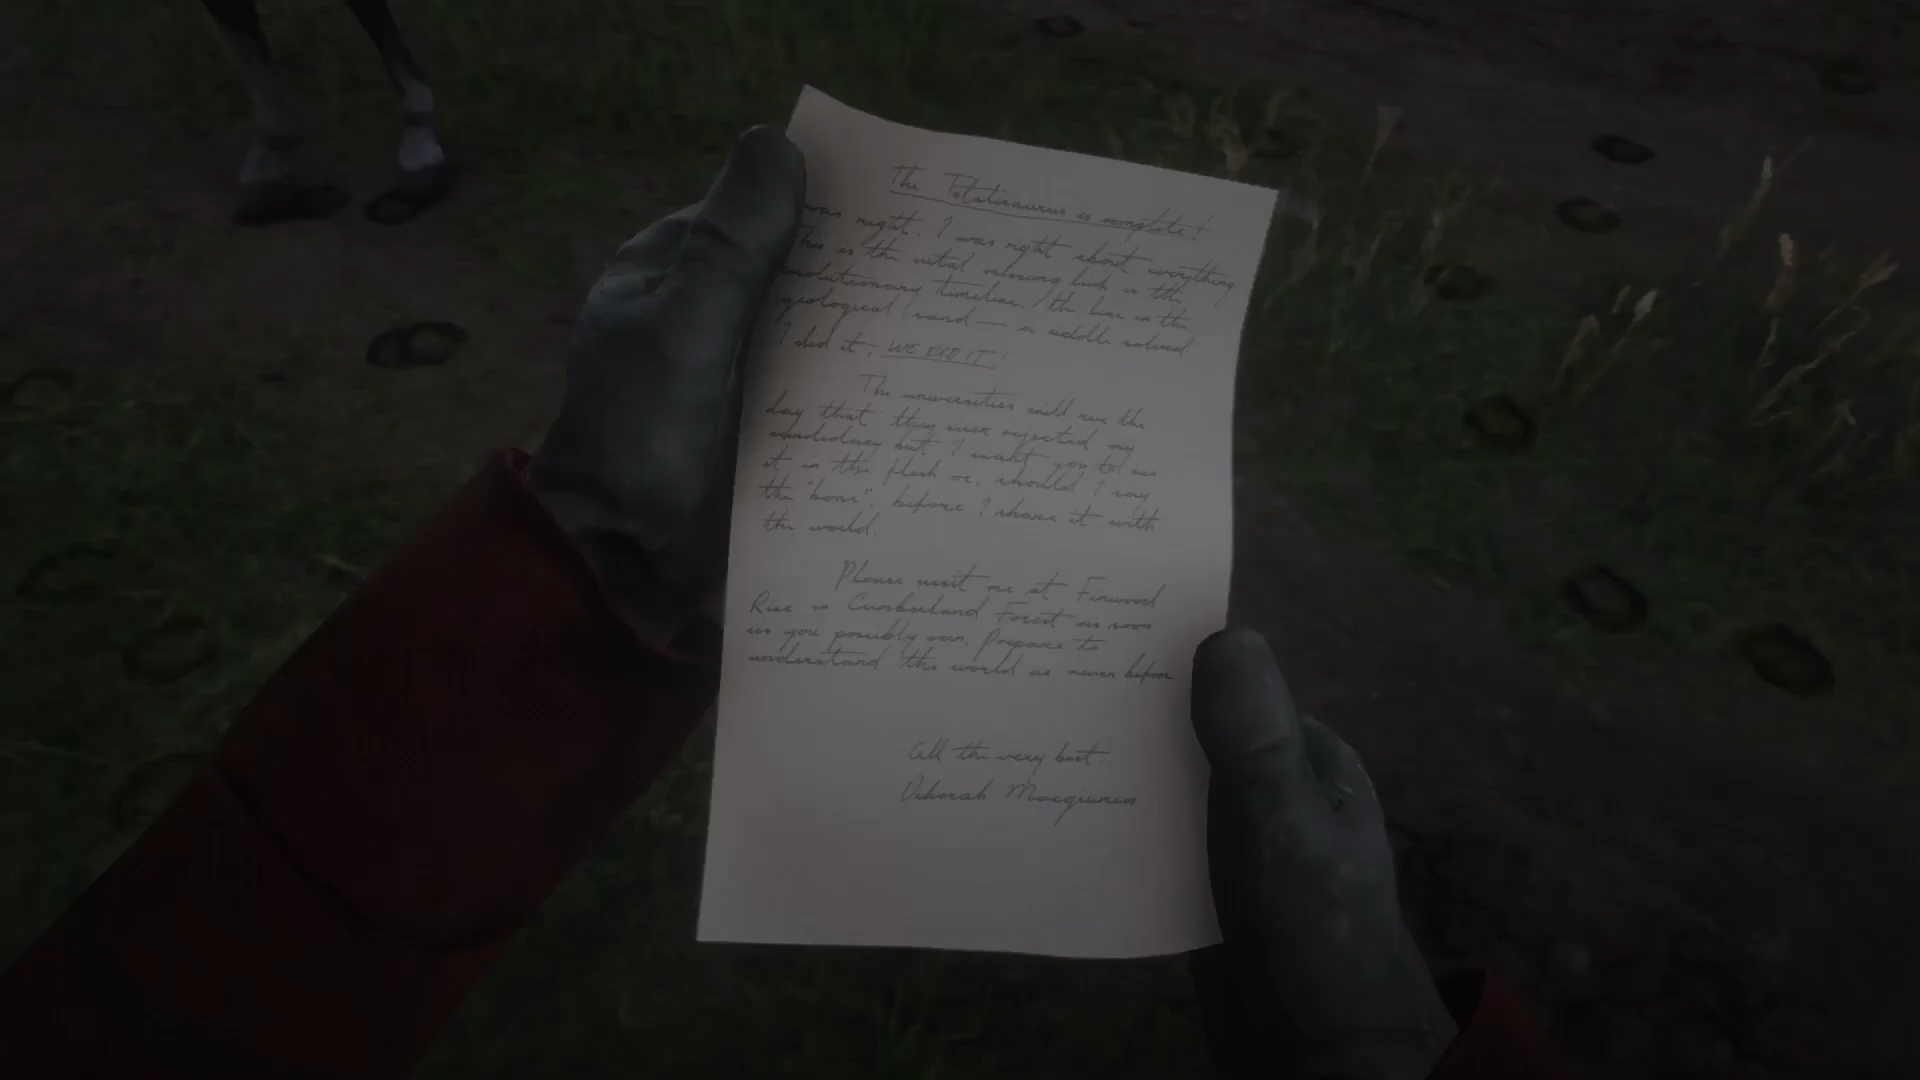 The Totalisaurus is complete!
was right. I was right about everything
This is the vital missing link in the
evolutionary timeline, the line in the
geological sand — a riddle solved.
I did it, WE DID IT!
The universities will rue the
day that they ever rejected my
candidacy but I want you to see
it in the flesh or, should I say
the "bone", before I share it with
the world.
Please visit me at Firwood
Rise in Cumberland Forest as soon
as you possibly can. Prepare to
understand the world as never before
All the very best.
Deborah MacGuiness